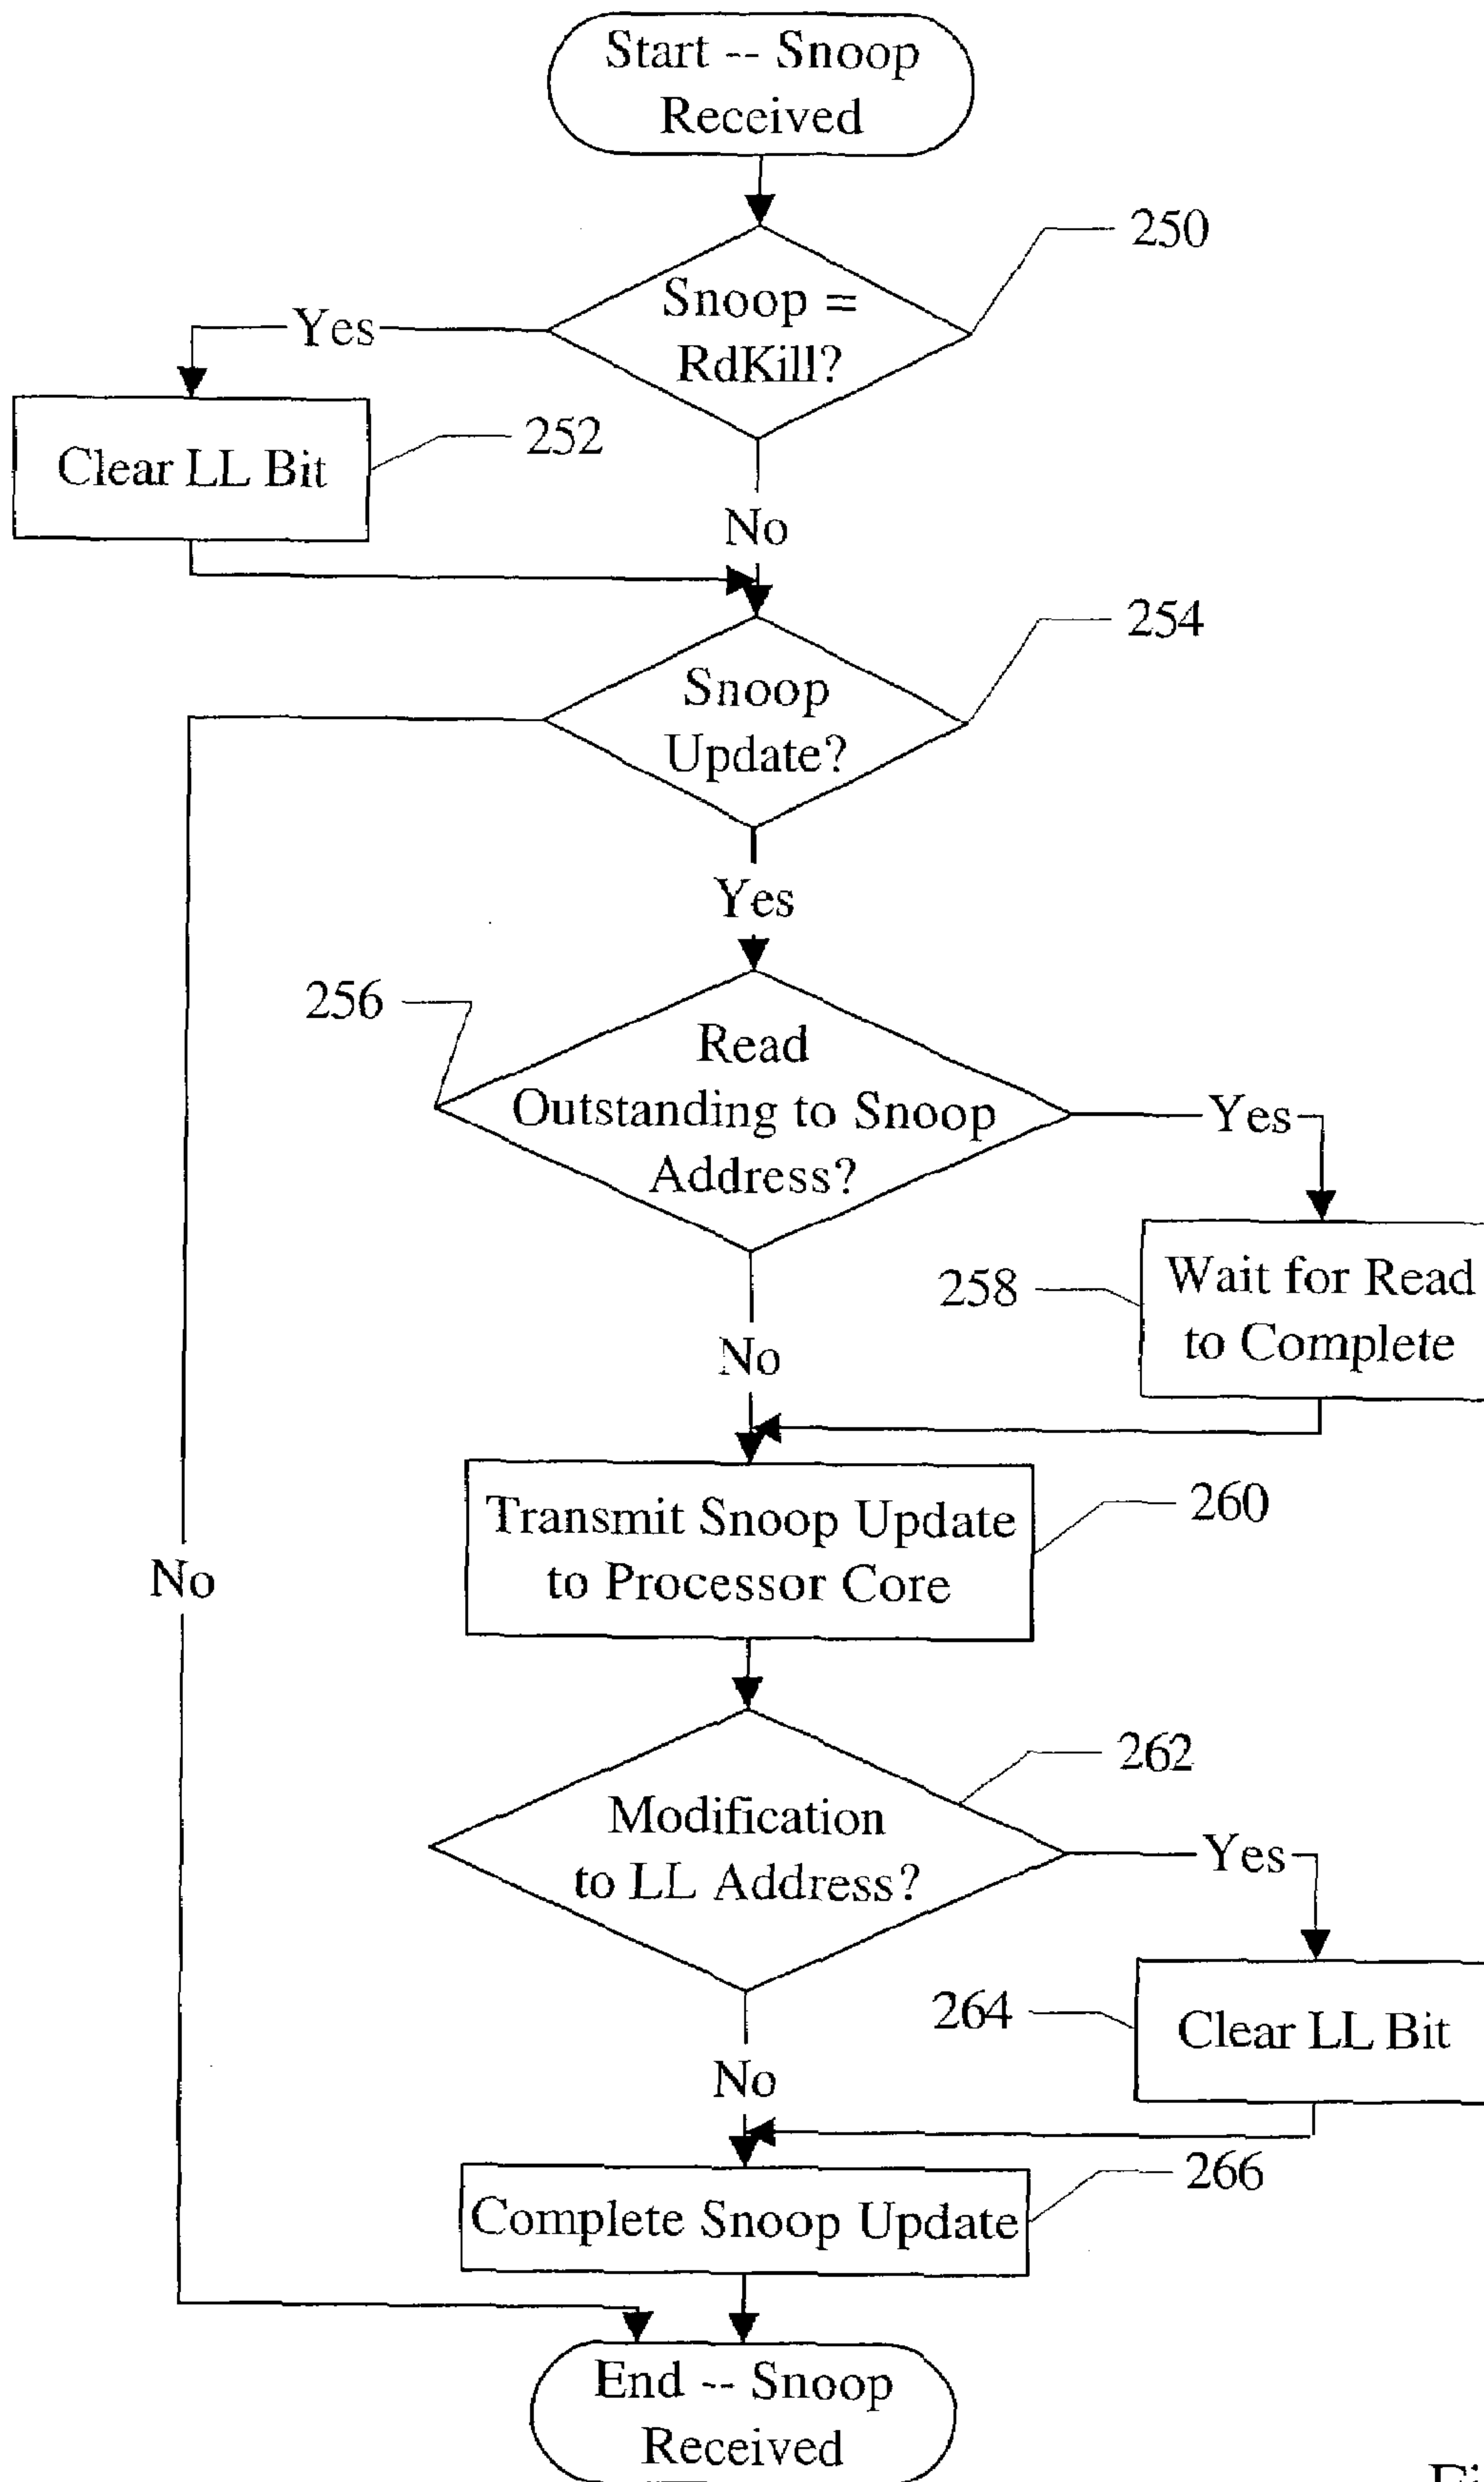 Start -- Snoop
Received
250
Snoop =
RdKill?
Yes
Clear LL Bit
252
No
254
Snoop
Update?
Yes
256
Read
Outstanding to Snoop
Address?
Yes
258
Wait for Read
to Complete
No
Transmit Snoop Update
to Processor Core
260
No
262
Modification
to LL Address?
Yes
264
Clear LL Bit
No
266
Complete Snoop Update
End -- Snoop
Received